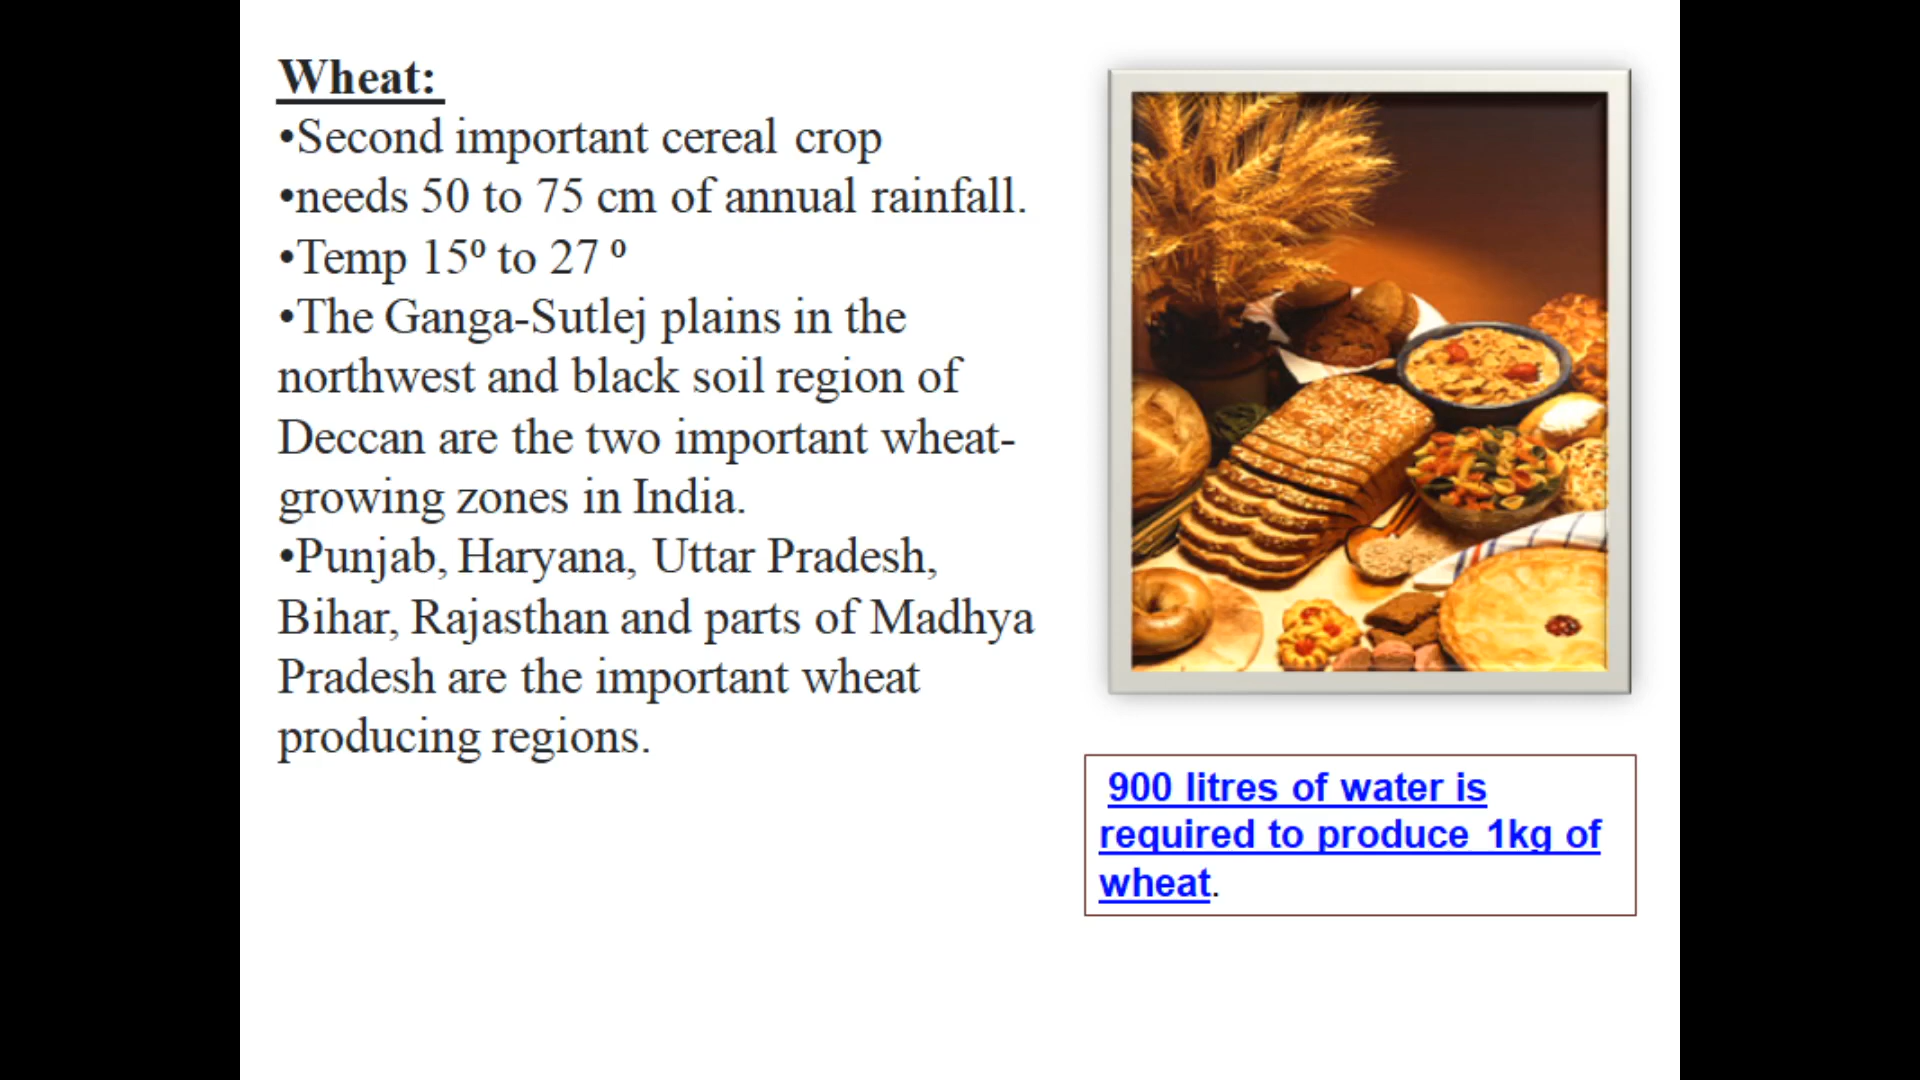 Wheat:
•Second important cereal crop
•needs 50 to 75 cm of annual rainfall.
•Temp 15º to 27 º
•The Ganga-Sutlej plains in the
northwest and black soil region of
Deccan are the two important wheat-
growing zones in India.
•Punjab, Haryana, Uttar Pradesh,
Bihar, Rajasthan and parts of Madhya
Pradesh are the important wheat
producing regions.
900 litres of water is
required to produce 1kg of
wheat.